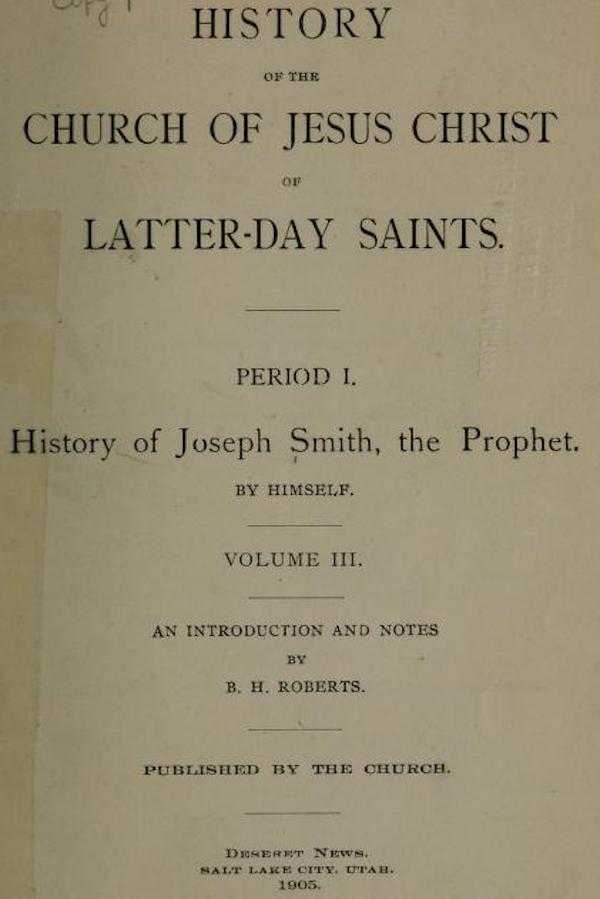 Copy 1
HISTORY
OF THE
CHURCH OF JESUS CHRIST
OF
LATTER-DAY SAINTS.
PERIOD I.
History of Joseph Smith, the Prophet.
BY HIMSELF.
VOLUME III.
AN INTRODUCTION AND NOTES
BY
B. H. ROBERTS.
PUBLISHED BY THE CHURCH.
DESERET NEWS.
SALT LAKE CITY, UTAH.
1905.